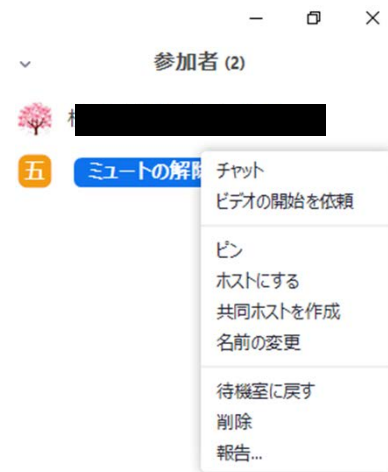 参加者 (2)
五
ミュートの解除
チャット
ビデオの開始を依頼
ピン
ホストにする
共同ホストを作成
名前の変更
待機室に戻す
削除
報告...